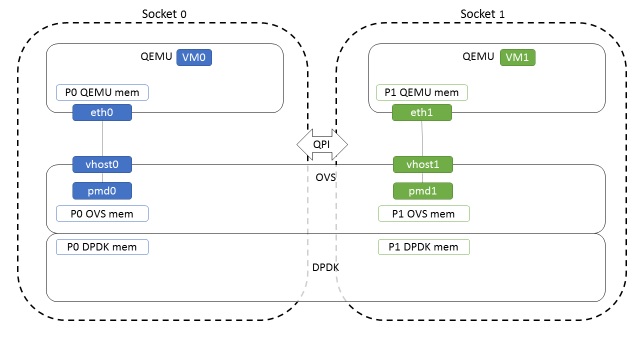 Socket 0
Socket 1
QEMU VM0
QEMU VM1
P0 QEMU mem
P1 QEMU mem
eth0
eth1
QPI
vhost0
vhost1
OVS
pmd0
pmd1
P0 OVS mem
P1 OVS mem
P0 DPDK mem
P1 DPDK mem
DPDK